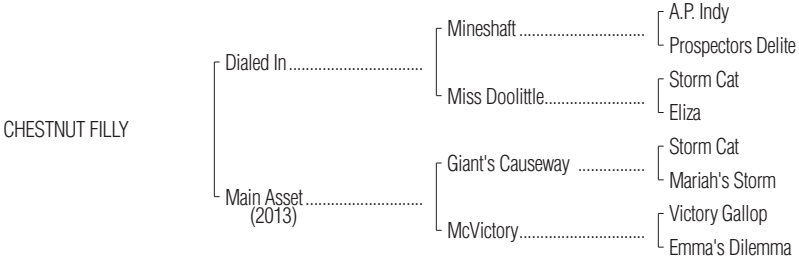 A.P. Indy
Mineshaft ..............................
Prospectors Delite
Dialed In ................................
Storm Cat
Miss Doolittle........................
Eliza
CHESTNUT FILLY
Storm Cat
Giant's Causeway ................
Mariah's Storm
Main Asset ............................
(2013)
Victory Gallop
McVictory..............................
Emma's Dilemma